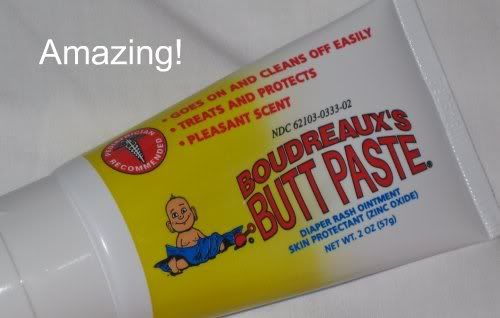 Amazing!
• GOES ON AND CLEANS OFF EASILY
• TREATS AND PROTECTS
• PLEASANT SCENT
PEDIATRICIAN
RECOMMENDED
NDC 62103-0333-02
BOUDREAUX'S
BUTT PASTE®
DIAPER RASH OINTMENT
SKIN PROTECTANT (ZINC OXIDE)
NET WT. 2 OZ (57g)